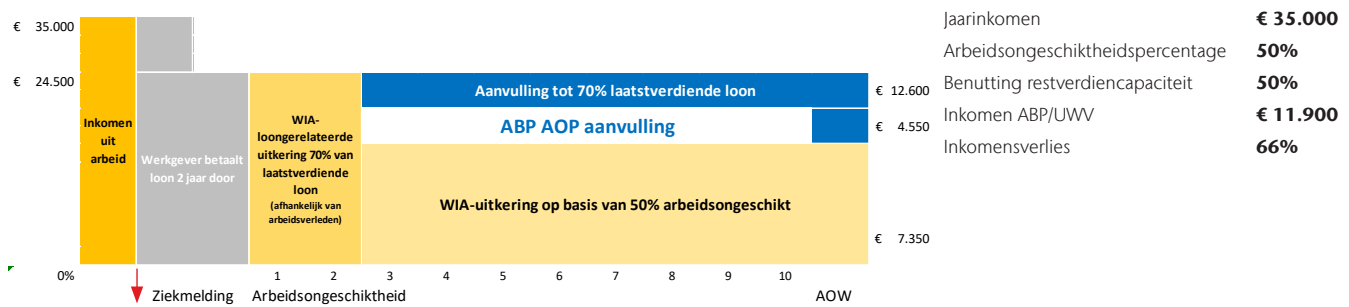 € 35.000
€ 24.500
Inkomen
uit
arbeid
Werkgever betaalt
loon 2 jaar door
WIA-
loongerelateerde
uitkering 70% van
laatstverdiende
loon
(afhankelijk van
arbeidsverleden)
Aanvulling tot 70% laatstverdiende loon
ABP AOP aanvulling
WIA-uitkering op basis van 50% arbeidsongeschikt
€ 12.600
€ 4.550
€ 7.350
0%
1 2 3 4 5 6 7 8 9 10
Ziekmelding Arbeidsongeschiktheid AOW
Jaarinkomen € 35.000
Arbeidsongeschiktheidspercentage 50%
Benutting restverdiencapaciteit 50%
Inkomen ABP/UWV € 11.900
Inkomensverlies 66%